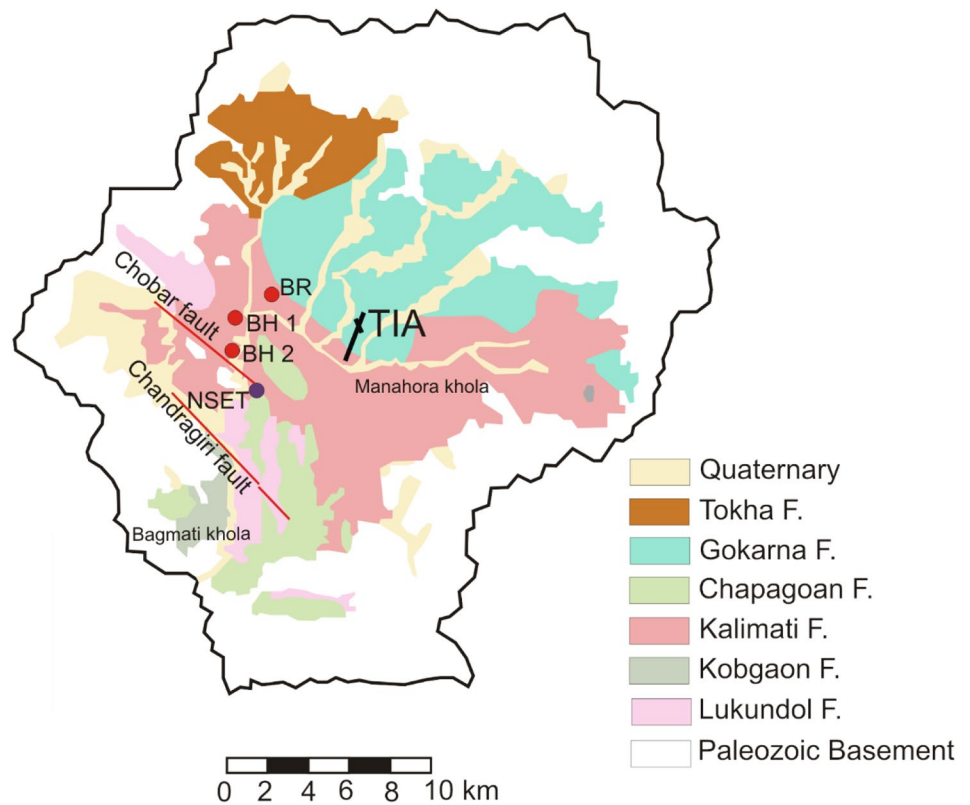 Chobar fault
BR
BH 1
TIA
BH 2
Manahora khola
NSET
Chandragiri fault
Bagmati khola
Quaternary
Tokha F.
Gokarna F.
Chapagoan F.
Kalimati F.
Kobgaon F.
Lukundol F.
Paleozoic Basement
0 2 4 6 8 10 km